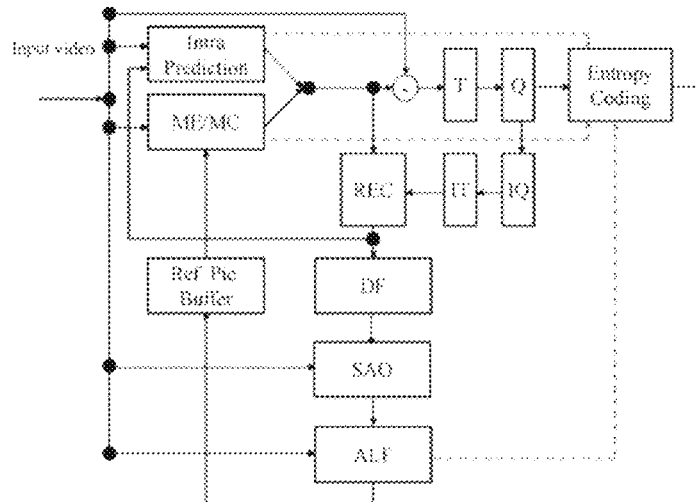 Input video
Intra
Prediction
ME/MC
-
T
Q
Entropy
Coding
REC
IT
IQ
Ref Pic
Buffer
DF
SAO
ALF